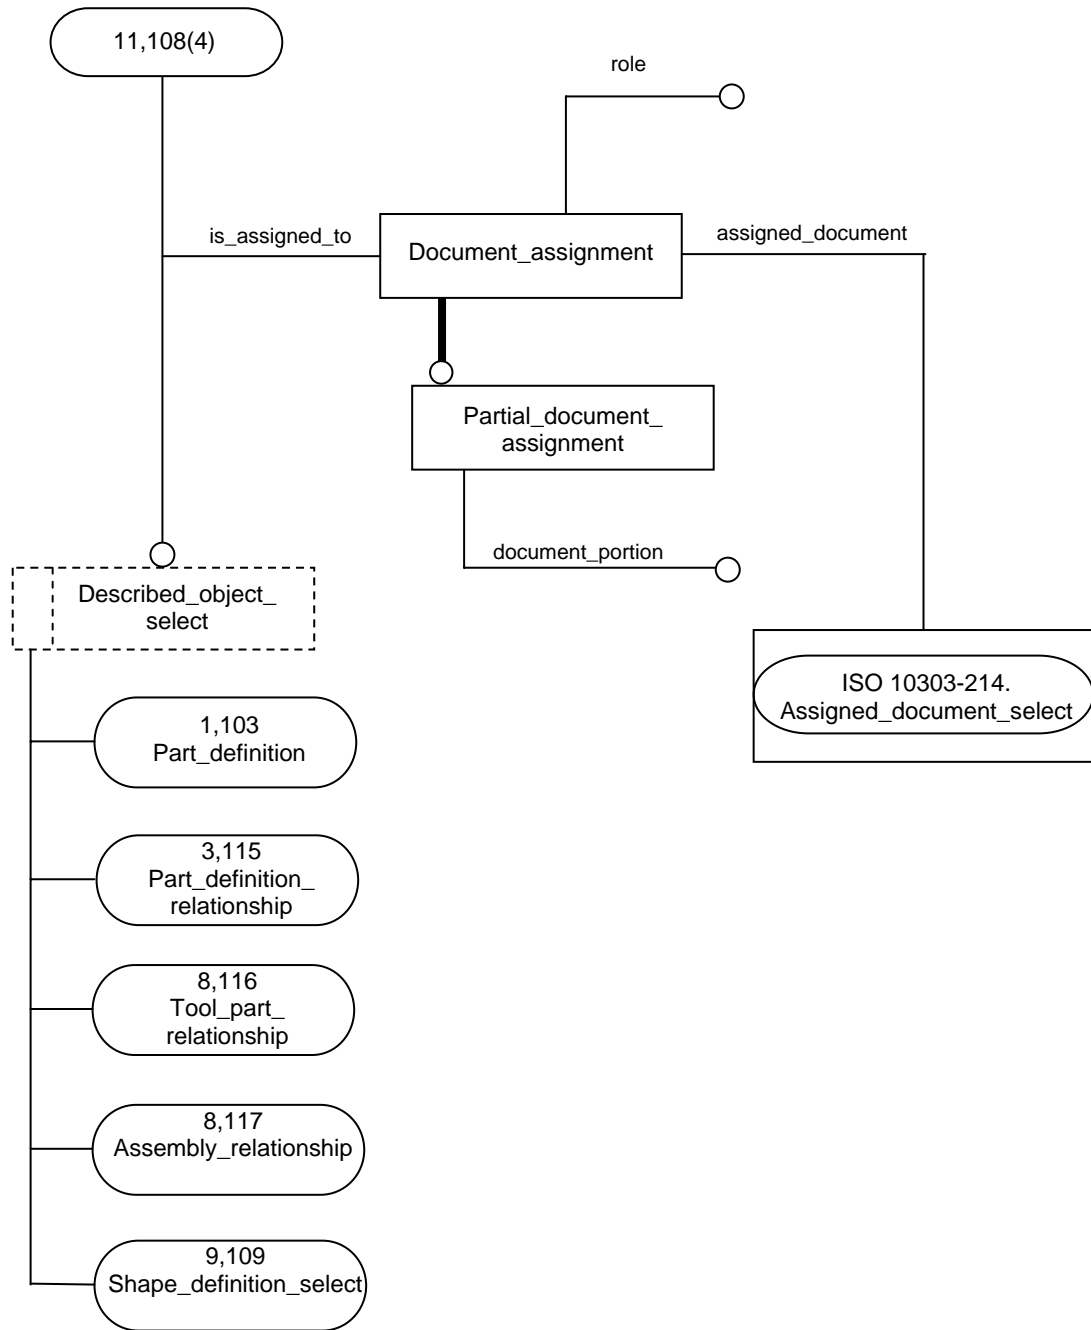 11,108(4)
role
is_assigned_to
Document_assignment
assigned_document
Partial_document_
assignment
document_portion
Described_object_
select
ISO 10303-214.
Assigned_document_select
1,103
Part_definition
3,115
Part_definition_
relationship
8,116
Tool_part_
relationship
8,117
Assembly_relationship
9,109
Shape_definition_select